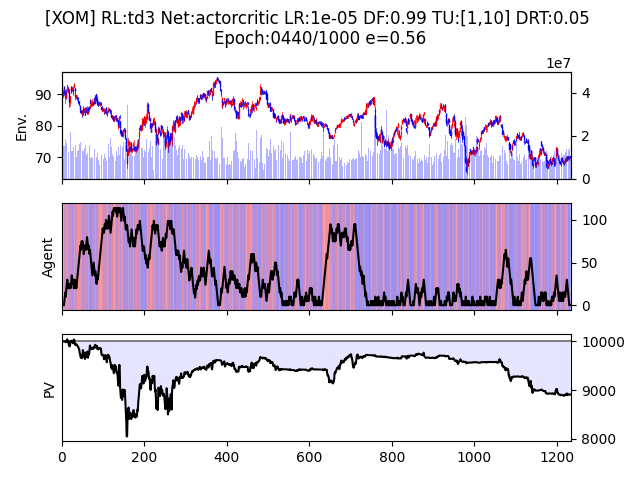 [XOM] RL:td3 Net:actorcritic LR:1e-05 DF:0.99 TU:[1,10] DRT:0.05
Epoch:0440/1000 e=0.56
1e7
Env.
90
80
70
4
2
0
Agent
100
50
0
PV
10000
9000
8000
0 200 400 600 800 1000 1200